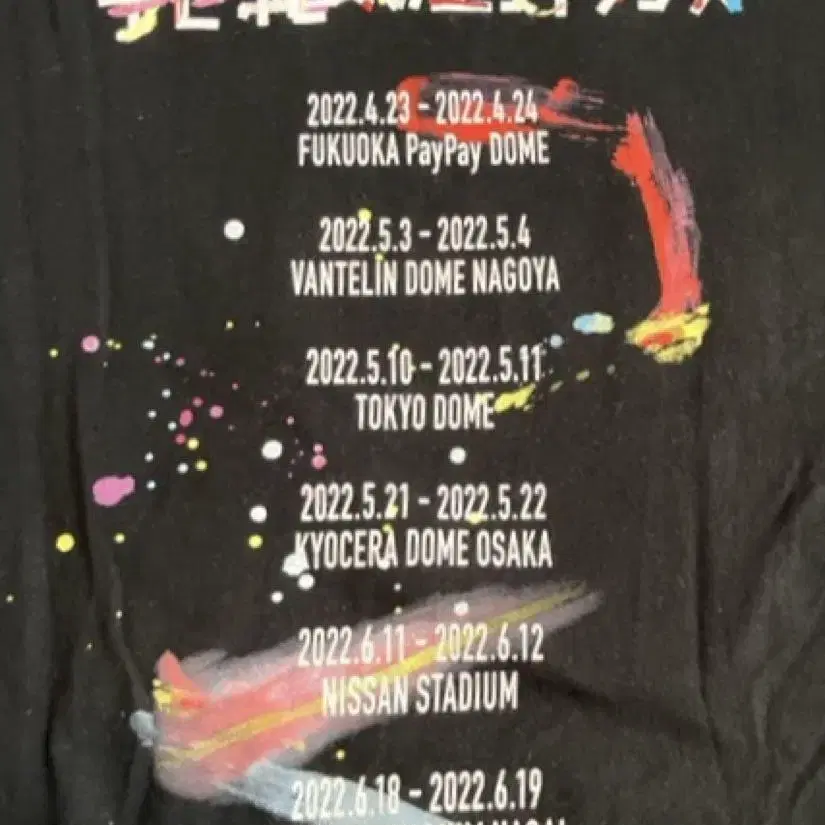 2022.4.23 - 2022.4.24
FUKUOKA PayPay DOME
2022.5.3 - 2022.5.4
VANTELIN DOME NAGOYA
2022.5.10 - 2022.5.11
TOKYO DOME
2022.5.21 - 2022.5.22
KYOCERA DOME OSAKA
2022.6.11 - 2022.6.12
NISSAN STADIUM
2022.6.18 - 2022.6.19
NAGAI